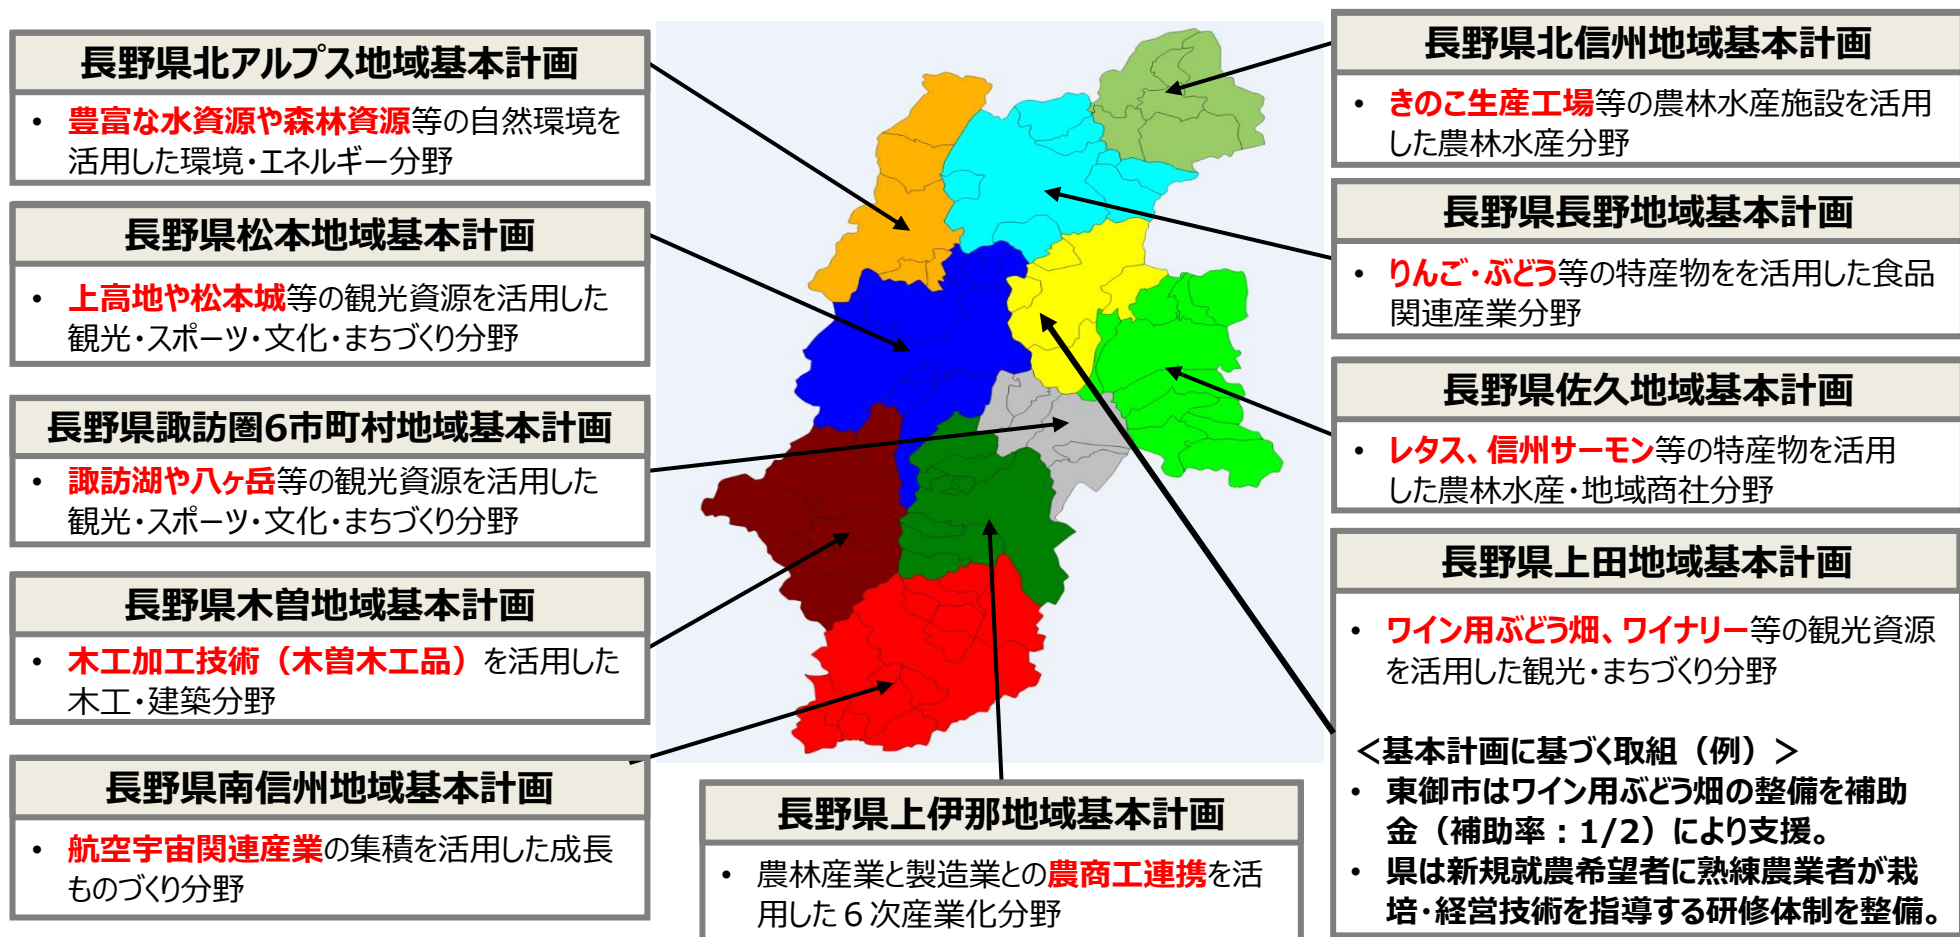 長野県北アルプス地域基本計画
• 豊富な水資源や森林資源等の自然環境を
活用した環境・エネルギー分野
長野県松本地域基本計画
• 上高地や松本城等の観光資源を活用した
観光・スポーツ・文化・まちづくり分野
長野県諏訪圏6市町村地域基本計画
• 諏訪湖や八ヶ岳等の観光資源を活用した
観光・スポーツ・文化・まちづくり分野
長野県木曽地域基本計画
• 木工加工技術（木曽木工品）を活用した
木工・建築分野
長野県南信州地域基本計画
• 航空宇宙関連産業の集積を活用した成長
ものづくり分野
長野県上伊那地域基本計画
• 農林産業と製造業との農商工連携を活
用した６次産業化分野
長野県北信州地域基本計画
• きのこ生産工場等の農林水産施設を活用
した農林水産分野
長野県長野地域基本計画
• りんご・ぶどう等の特産物をを活用した食品
関連産業分野
長野県佐久地域基本計画
• レタス、信州サーモン等の特産物を活用
した農林水産・地域商社分野
長野県上田地域基本計画
• ワイン用ぶどう畑、ワイナリー等の観光資源
を活用した観光・まちづくり分野
＜基本計画に基づく取組（例）＞
• 東御市はワイン用ぶどう畑の整備を補助
金（補助率：1/2）により支援。
• 県は新規就農希望者に熟練農業者が栽
培・経営技術を指導する研修体制を整備。